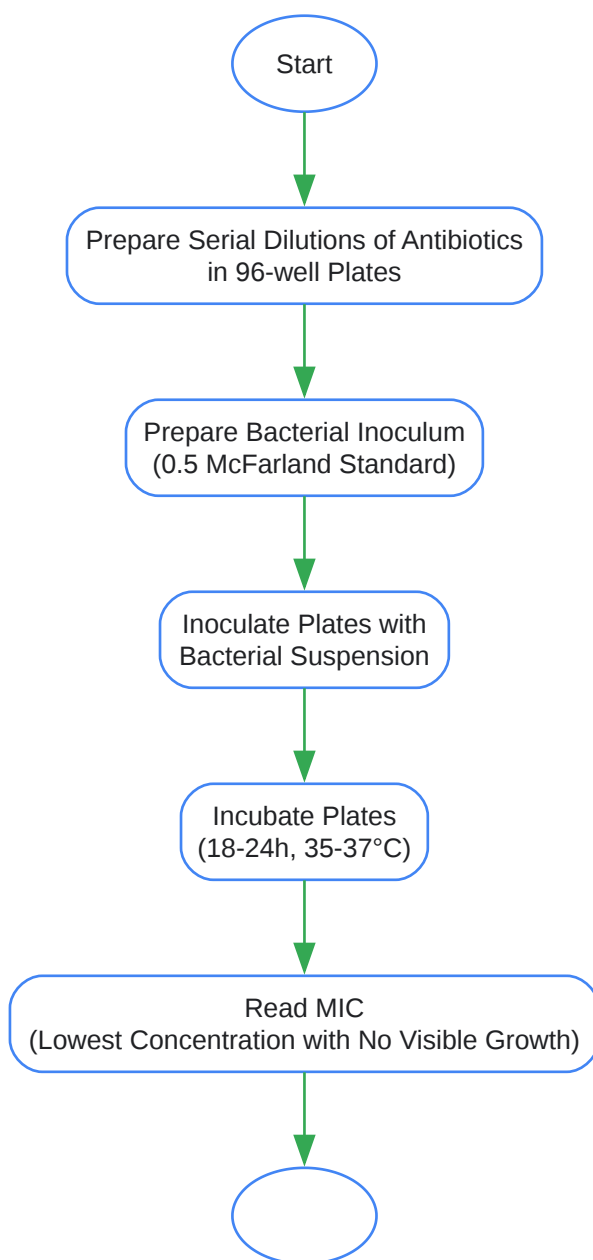 Start
Prepare Serial Dilutions of Antibiotics
in 96-well Plates
Prepare Bacterial Inoculum
(0.5 McFarland Standard)
Inoculate Plates with
Bacterial Suspension
Incubate Plates
(18-24h, 35-37°C)
Read MIC
(Lowest Concentration with No Visible Growth)